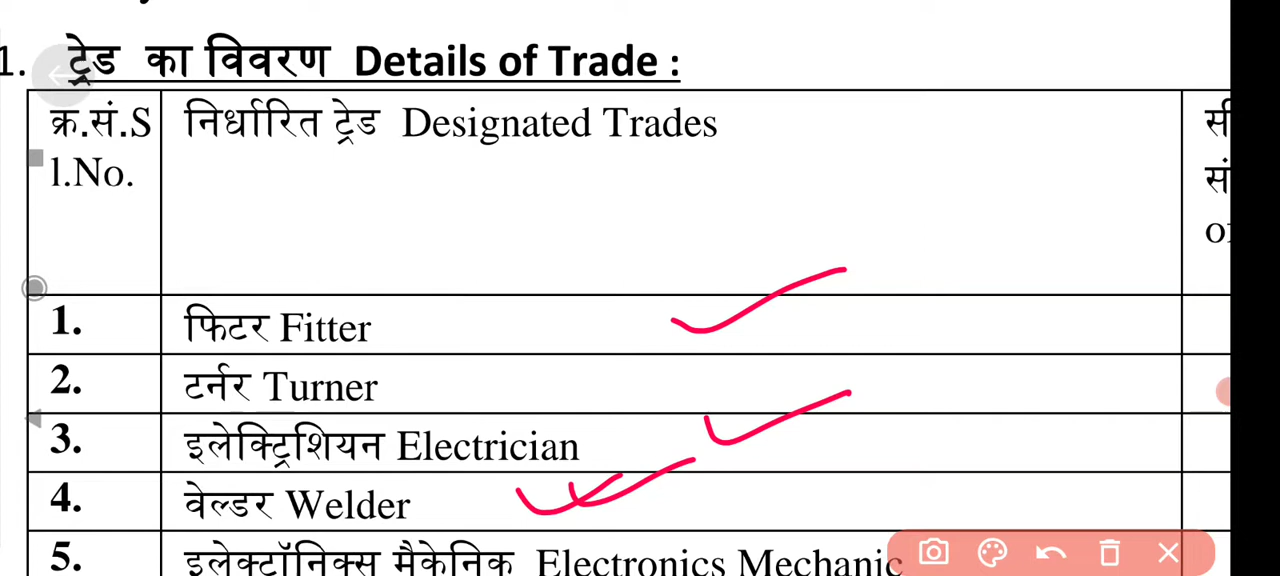 1. ट्रेड का विवरण Details of Trade :
क्र.सं.S
l.No.
निर्धारित ट्रेड Designated Trades
1. फिटर Fitter
2. टर्नर Turner
3. इलेक्ट्रिशियन Electrician
4. वेल्डर Welder
5. इलेक्टॉनिक्स मैकेनिक Electronics Mechanic